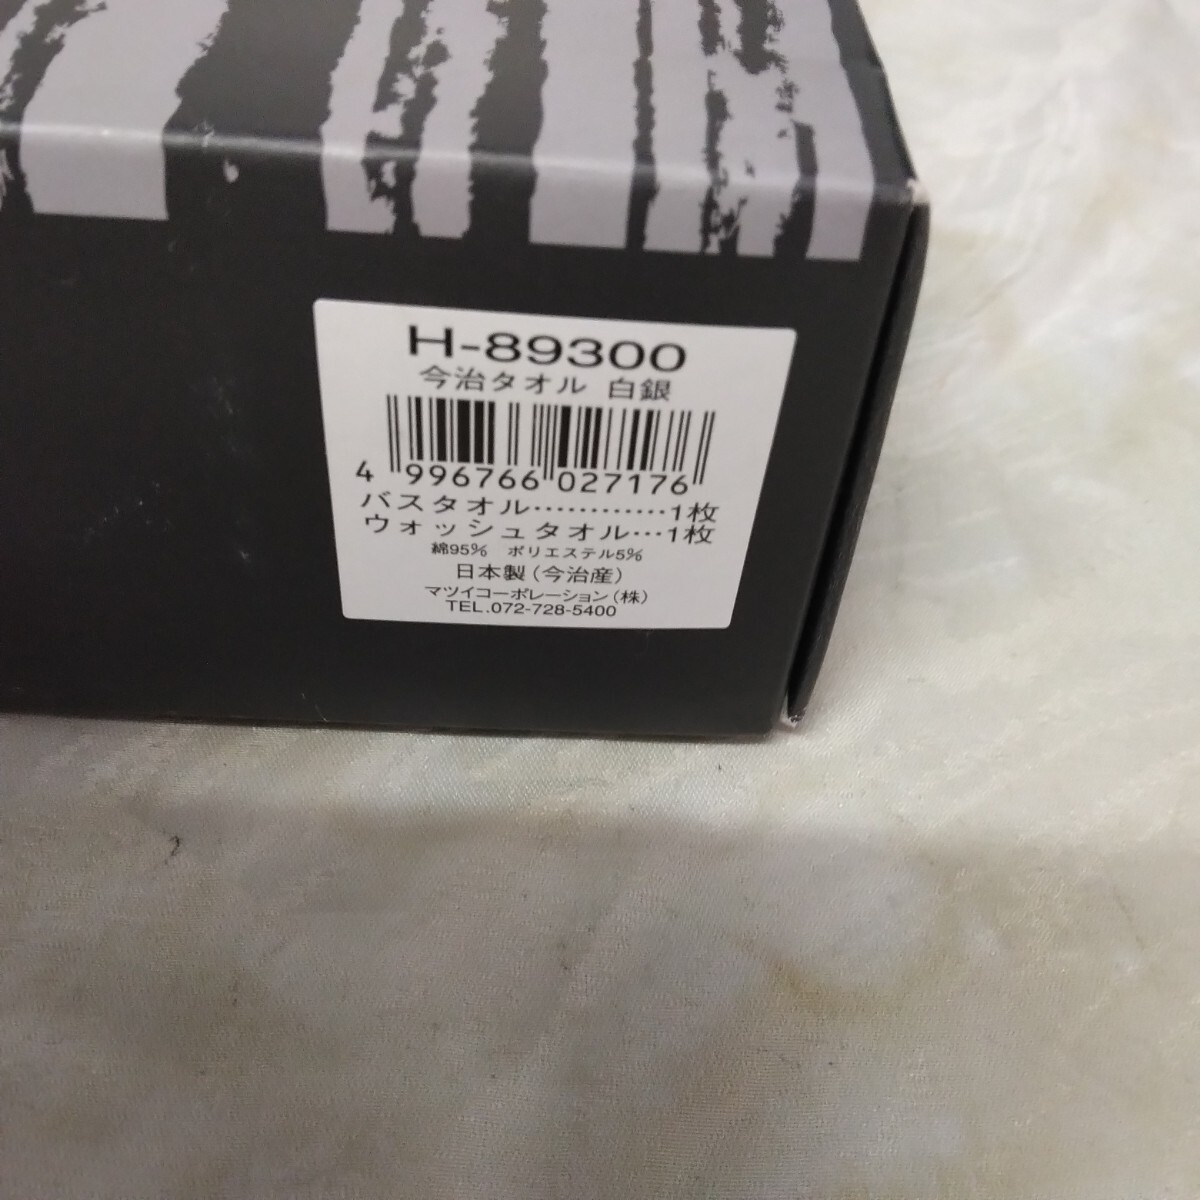 H-89300
今治タオル 白銀
4 996766 027176
バスタオル…………1枚
ウォッシュタオル…1枚
綿95% ポリエステル5%
日本製(今治産)
マツイコーポレーション(株)
TEL.072-728-5400